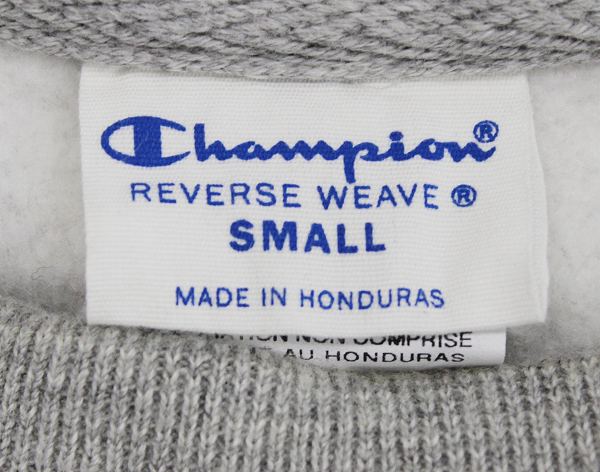 Champion®
REVERSE WEAVE®
SMALL
MADE IN HONDURAS
NON COMPRISE
AU HONDURAS